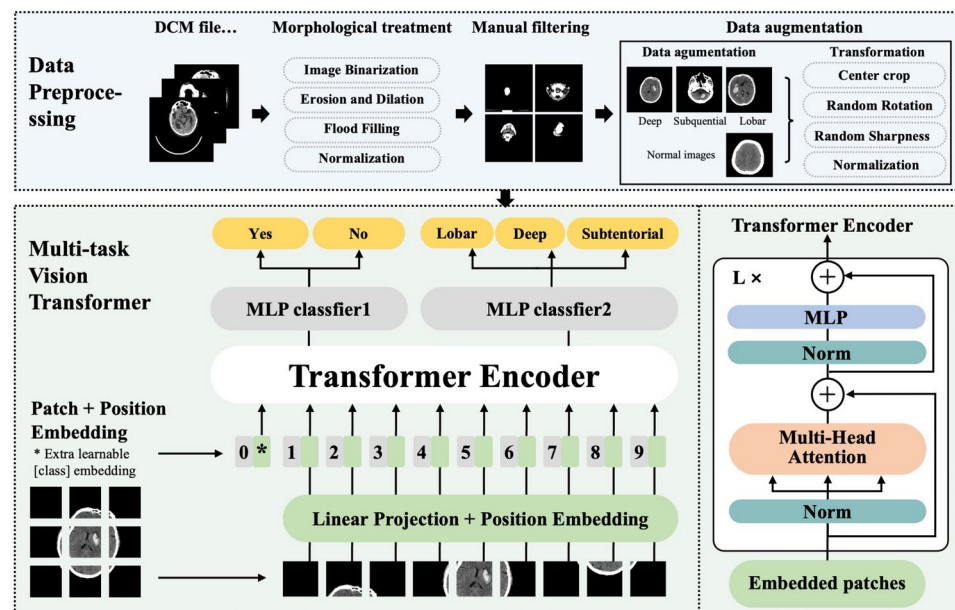 DCM file…
Morphological treatment
Manual filtering
Data augmentation
Data
Preproce-
ssing
Image Binarization
Erosion and Dilation
Flood Filling
Normalization
Data agumentation
Deep
Subquential
Lobar
Normal images
Transformation
Center crop
Random Rotation
Random Sharpness
Normalization
Multi-task
Vision
Transformer
Yes
No
Lobar
Deep
Subtentorial
MLP classfier1
MLP classfier2
Transformer Encoder
Patch + Position
Embedding
* Extra learnable
[class] embedding
0 * 1 2 3 4 5 6 7 8 9
Linear Projection + Position Embedding
Transformer Encoder
L ×
+
MLP
Norm
+
Multi-Head
Attention
Norm
Embedded patches